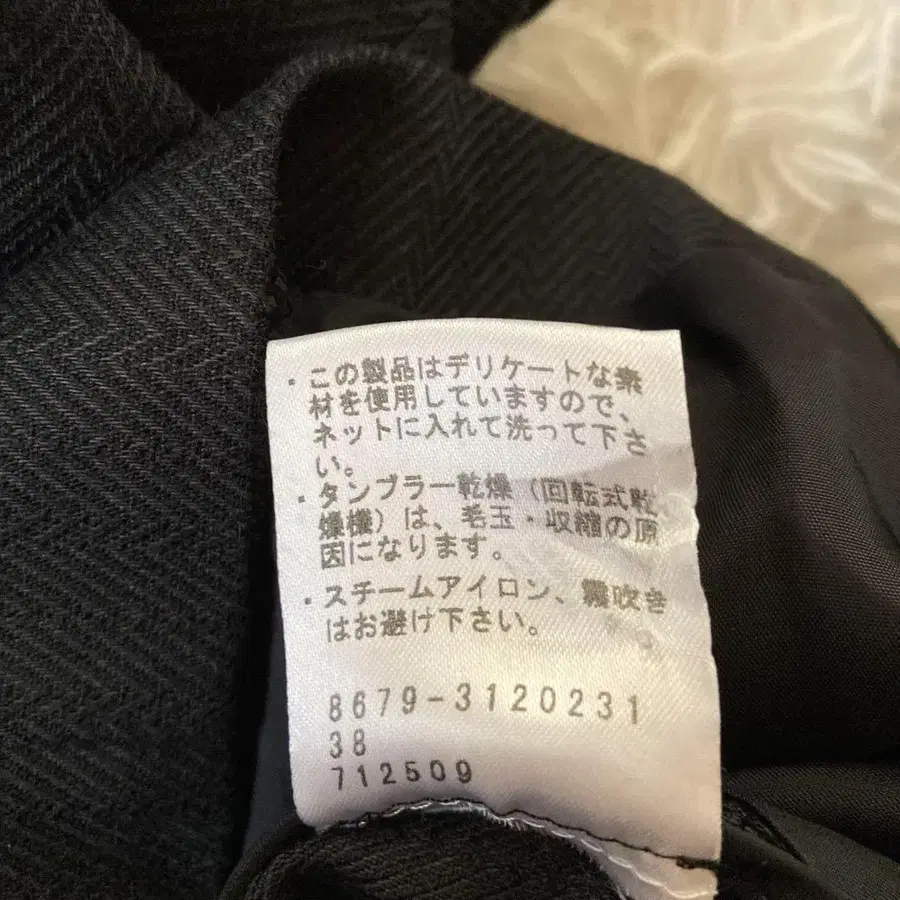 ・この製品はデリケートな素
材を使用していますので、
ネットに入れて洗って下さ
い。
・タンブラー乾燥(回転式乾
燥機)は、毛玉・収縮の原
因になります。
・スチームアイロン、霧吹き
はお避け下さい。
8679-3120231
38
712509